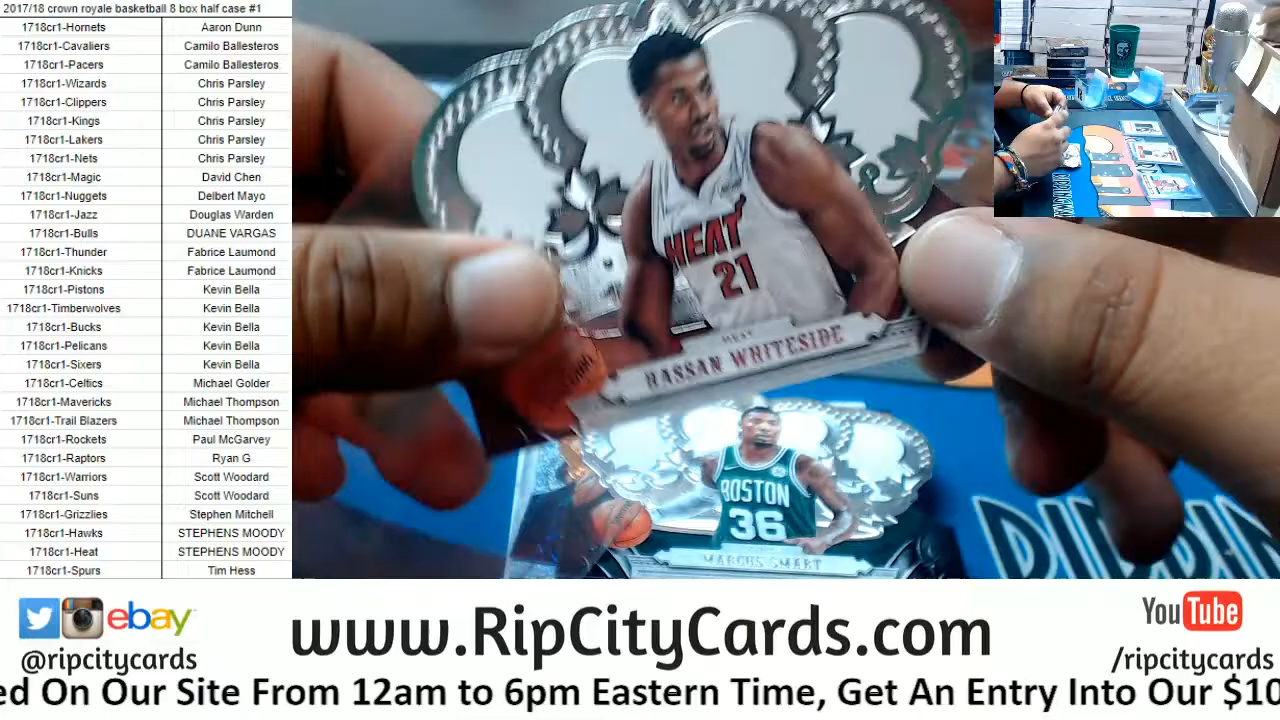 2017/18 crown royale basketball 8 box half case #1
1718cr1-Hornets Aaron Dunn
1718cr1-Cavaliers Camilo Ballesteros
1718cr1-Pacers Camilo Ballesteros
1718cr1-Wizards Chris Parsley
1718cr1-Clippers Chris Parsley
1718cr1-Kings Chris Parsley
1718cr1-Lakers Chris Parsley
1718cr1-Nets Chris Parsley
1718cr1-Magic David Chen
1718cr1-Nuggets Delbert Mayo
1718cr1-Jazz Douglas Warden
1718cr1-Bulls DUANE VARGAS
1718cr1-Thunder Fabrice Laumond
1718cr1-Knicks Fabrice Laumond
1718cr1-Pistons Kevin Bella
1718cr1-Timberwolves Kevin Bella
1718cr1-Bucks Kevin Bella
1718cr1-Pelicans Kevin Bella
1718cr1-Sixers Kevin Bella
1718cr1-Celtics Michael Golder
1718cr1-Mavericks Michael Thompson
1718cr1-Trail Blazers Michael Thompson
1718cr1-Rockets Paul McGarvey
1718cr1-Raptors Ryan G
1718cr1-Warriors Scott Woodard
1718cr1-Suns Scott Woodard
1718cr1-Grizzlies Stephen Mitchell
1718cr1-Hawks STEPHENS MOODY
1718cr1-Heat STEPHENS MOODY
1718cr1-Spurs Tim Hess
HEAT
21
HEAT
HASSAN WHITESIDE
BOSTON
36
MARCUS SMART
ebay
@ripcitycards
www.RipCityCards.com
YouTube
/ripcitycards
ed On Our Site From 12am to 6pm Eastern Time, Get An Entry Into Our $10